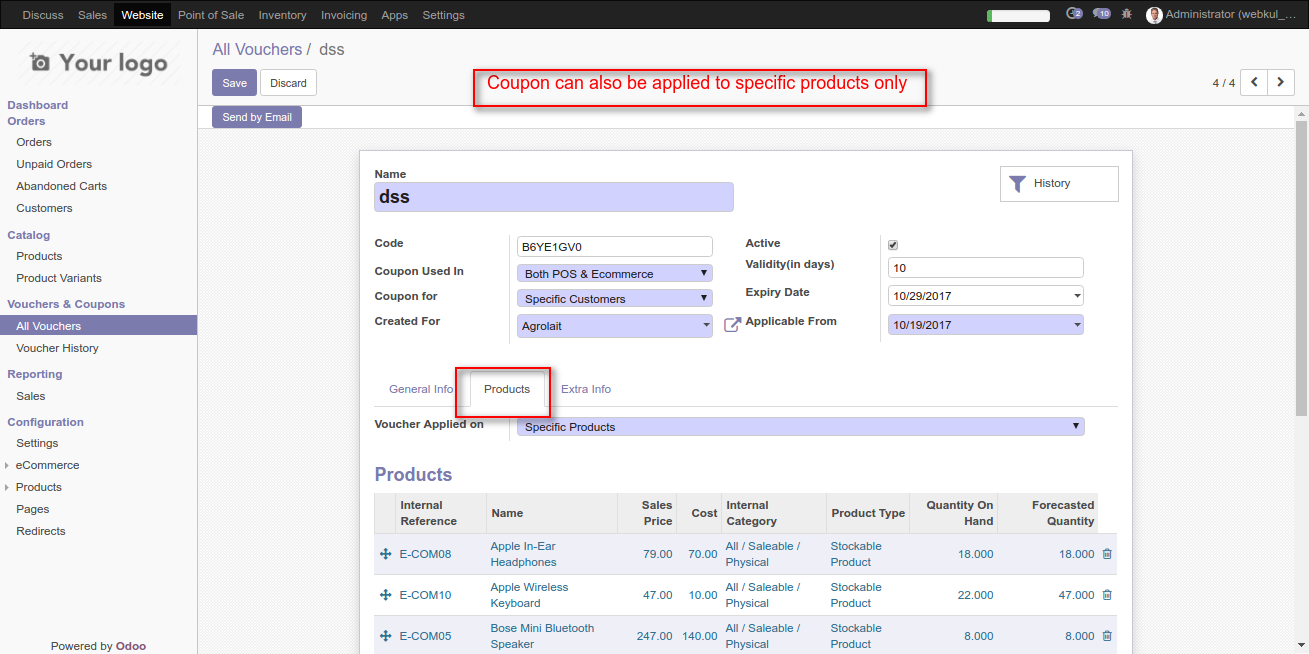 Discuss Sales Website Point of Sale Inventory Invoicing Apps Settings 2 10 Administrator (webkul_...
Your logo
All Vouchers / dss
Save Discard
Coupon can also be applied to specific products only
4 / 4
Send by Email
Dashboard
Orders
Orders
Unpaid Orders
Abandoned Carts
Customers
Catalog
Products
Product Variants
Vouchers & Coupons
All Vouchers
Voucher History
Reporting
Sales
Configuration
Settings
eCommerce
Products
Pages
Redirects
Powered by Odoo
Name
dss
History
Code B6YE1GV0
Coupon Used In Both POS & Ecommerce
Coupon for Specific Customers
Created For Agrolait
Active
Validity(in days) 10
Expiry Date 10/29/2017
Applicable From 10/19/2017
General Info Products Extra Info
Voucher Applied on Specific Products
Products
Internal Reference Name Sales Price Cost Internal Category Product Type Quantity On Hand Forecasted Quantity
E-COM08 Apple In-Ear Headphones 79.00 70.00 All / Saleable / Physical Stockable Product 18.000 18.000
E-COM10 Apple Wireless Keyboard 47.00 10.00 All / Saleable / Physical Stockable Product 22.000 47.000
E-COM05 Bose Mini Bluetooth Speaker 247.00 140.00 All / Saleable / Physical Stockable Product 8.000 8.000